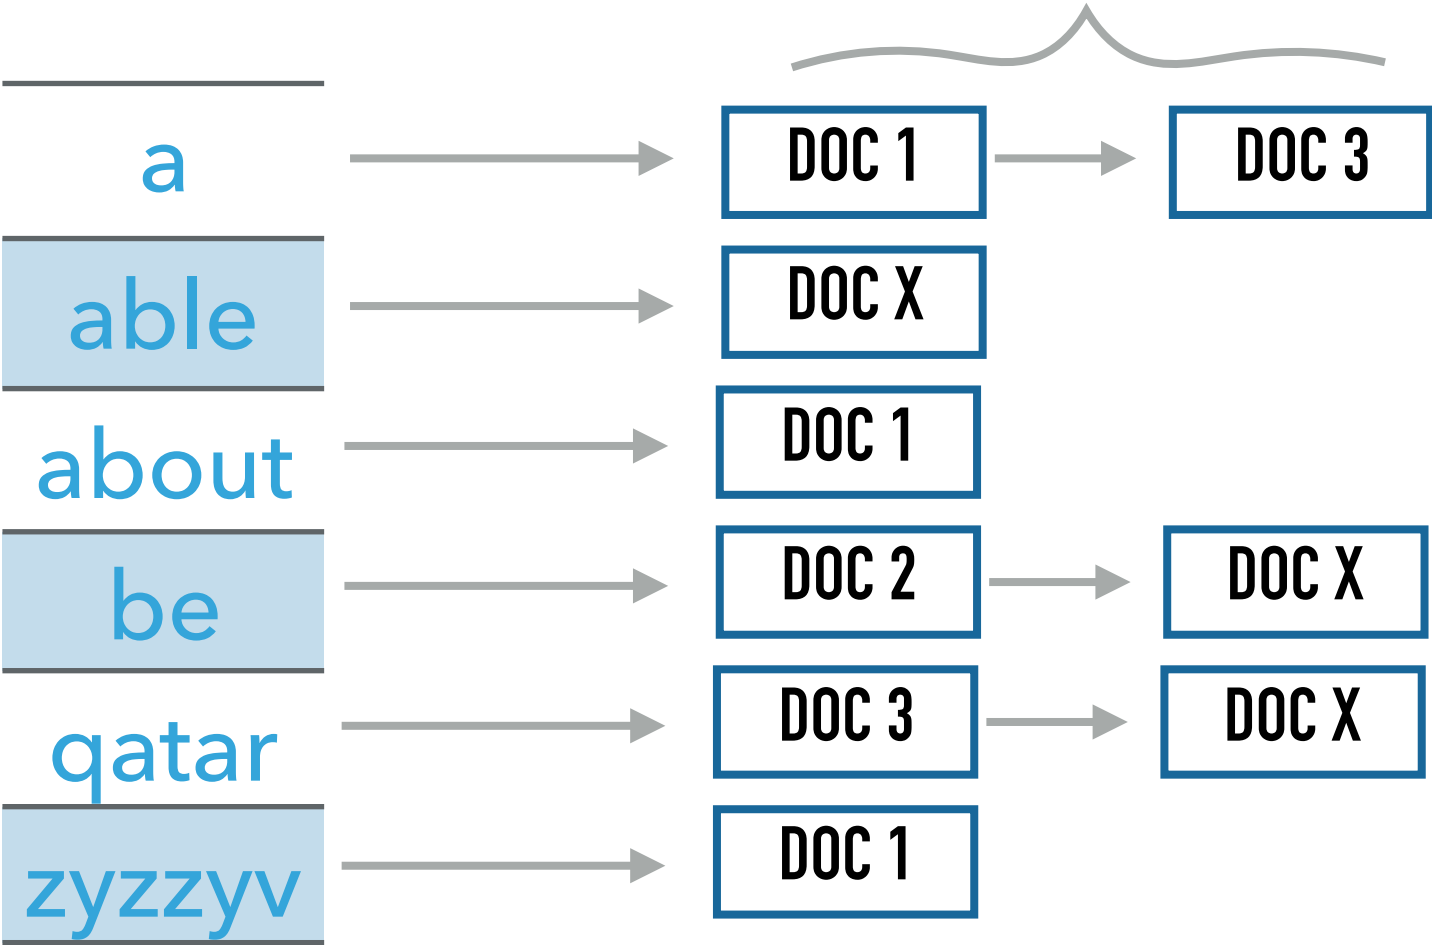 a DOC 1 DOC 3
able DOC X
about DOC 1
be DOC 2 DOC X
qatar DOC 3 DOC X
zyzzyv DOC 1